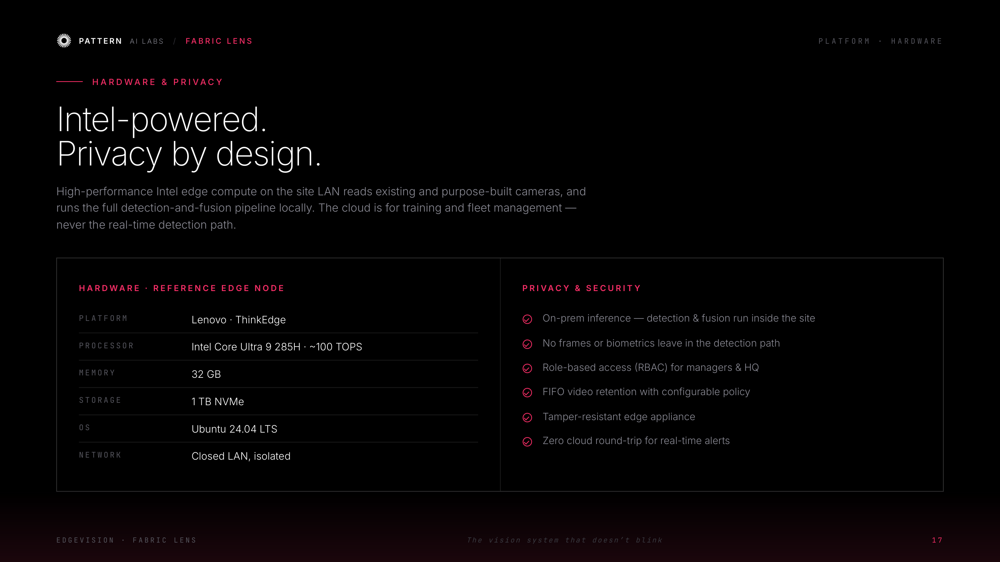 PATTERN AI LABS / FABRIC LENS
PLATFORM · HARDWARE
HARDWARE & PRIVACY
Intel-powered.
Privacy by design.
High-performance Intel edge compute on the site LAN reads existing and purpose-built cameras, and
runs the full detection-and-fusion pipeline locally. The cloud is for training and fleet management —
never the real-time detection path.
HARDWARE · REFERENCE EDGE NODE
PLATFORM Lenovo · ThinkEdge
PROCESSOR Intel Core Ultra 9 285H · ~100 TOPS
MEMORY 32 GB
STORAGE 1 TB NVMe
OS Ubuntu 24.04 LTS
NETWORK Closed LAN, isolated
PRIVACY & SECURITY
On-prem inference — detection & fusion run inside the site
No frames or biometrics leave in the detection path
Role-based access (RBAC) for managers & HQ
FIFO video retention with configurable policy
Tamper-resistant edge appliance
Zero cloud round-trip for real-time alerts
EDGEVISION · FABRIC LENS
The vision system that doesn’t blink
17